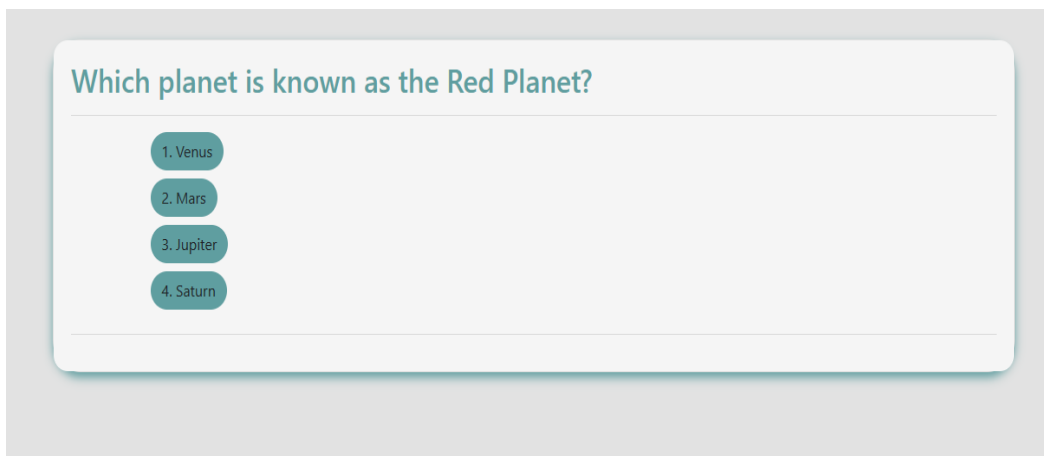 Which planet is known as the Red Planet?
1. Venus
2. Mars
3. Jupiter
4. Saturn